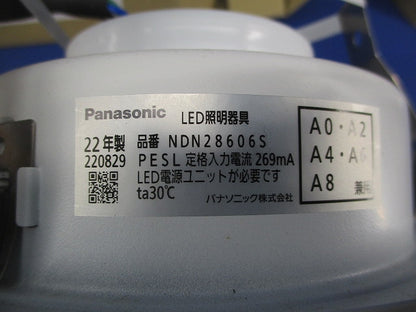 Panasonic LED照明器具
22年製 品番 NDN28606S
220829 PESL 定格入力電流 269mA
LED電源ユニットが必要です
ta30℃
パナソニック株式会社
A0・A2
A4・A6
A8 兼用